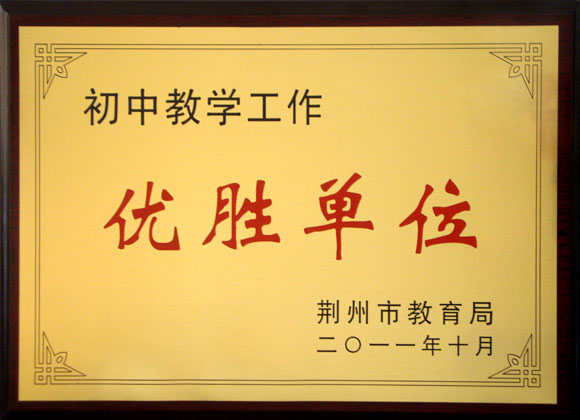 初中教学工作
优胜单位
荆州市教育局
二〇一一年十月